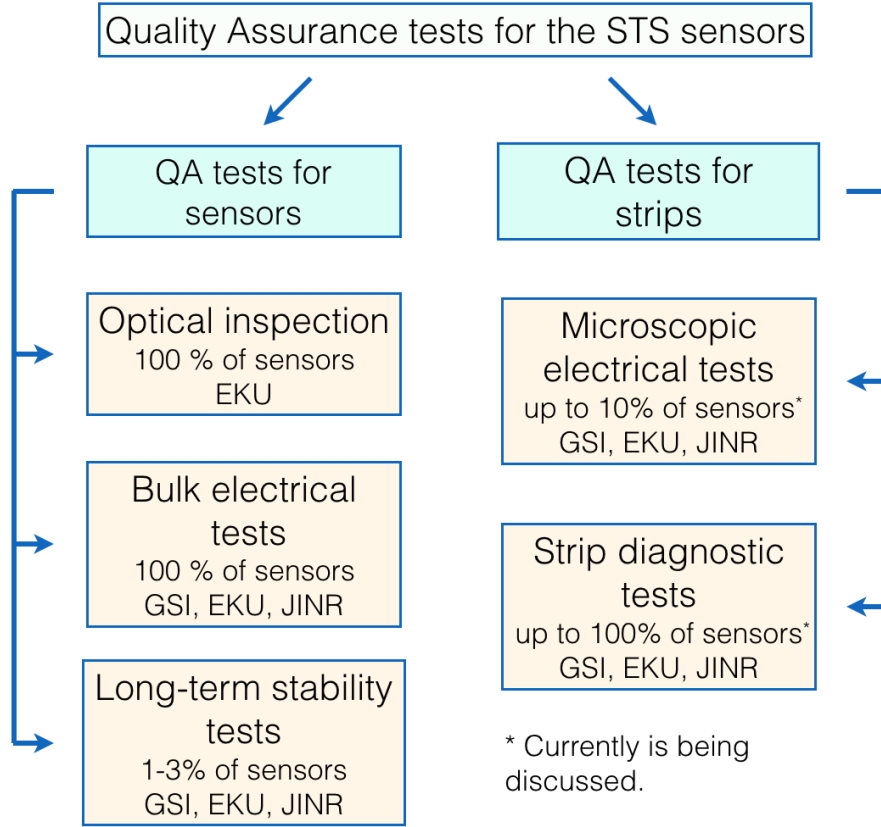 Quality Assurance tests for the STS sensors
QA tests for
sensors
Optical inspection
100 % of sensors
EKU
Bulk electrical
tests
100 % of sensors
GSI, EKU, JINR
Long-term stability
tests
1-3% of sensors
GSI, EKU, JINR
QA tests for
strips
Microscopic
electrical tests
up to 10% of sensors*
GSI, EKU, JINR
Strip diagnostic
tests
up to 100% of sensors*
GSI, EKU, JINR
* Currently is being
discussed.